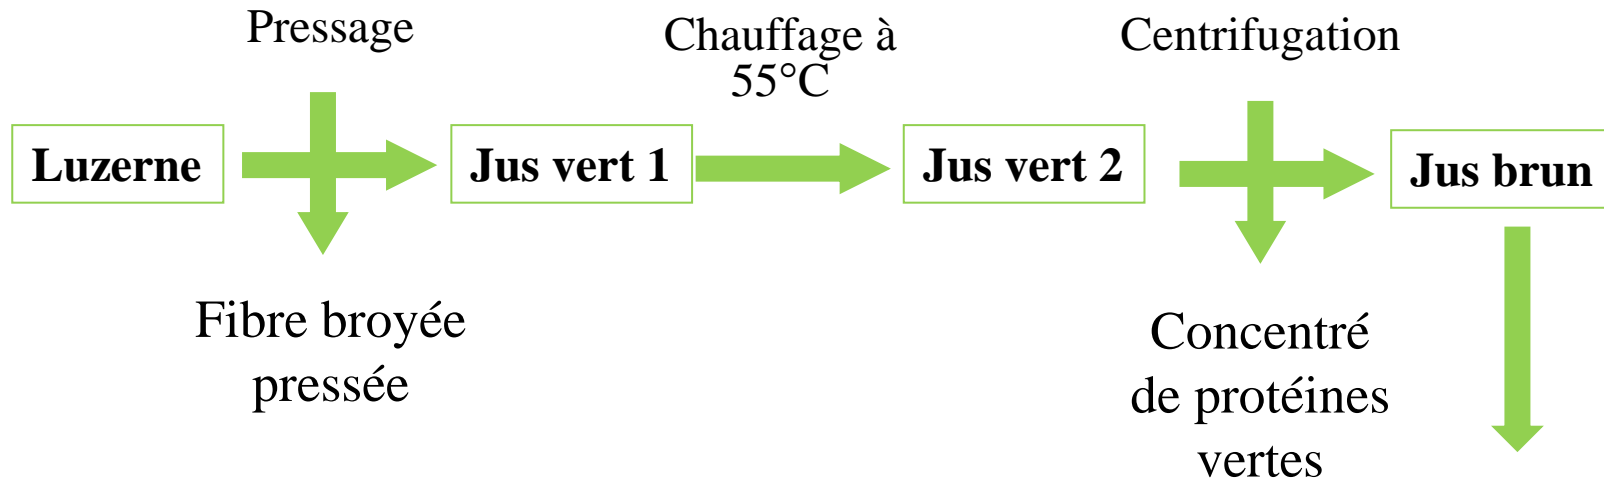 Pressage
Chauffage à
55°C
Centrifugation
Luzerne
Jus vert 1
Jus vert 2
Jus brun
Fibre broyée
pressée
Concentré
de protéines
vertes